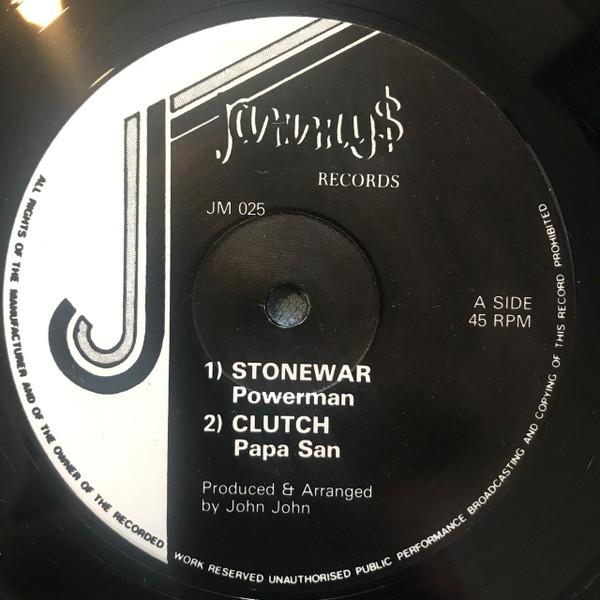 Jammy$
RECORDS
JM 025
A SIDE
45 RPM
1) STONEWAR
Powerman
2) CLUTCH
Papa San
Produced & Arranged
by John John
ALL RIGHTS OF THE MANUFACTURER AND OF THE OWNER OF THE RECORDED WORK RESERVED UNAUTHORISED PUBLIC PERFORMANCE BROADCASTING AND COPYING OF THIS RECORD PROHIBITED